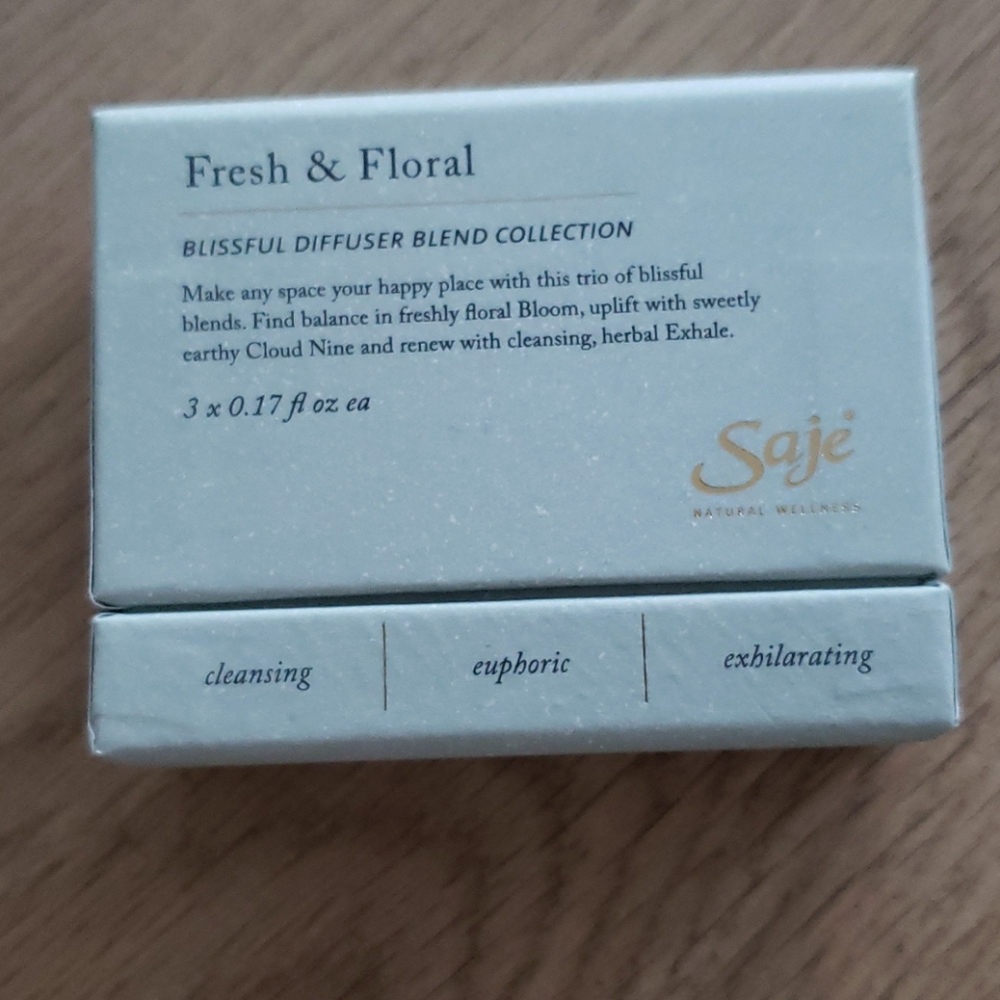 Fresh & Floral
BLISSFUL DIFFUSER BLEND COLLECTION
Make any space your happy place with this trio of blissful
blends. Find balance in freshly floral Bloom, uplift with sweetly
earthy Cloud Nine and renew with cleansing, herbal Exhale.
3 x 0.17 fl oz ea
Saje
NATURAL WELLNESS
cleansing
euphoric
exhilarating